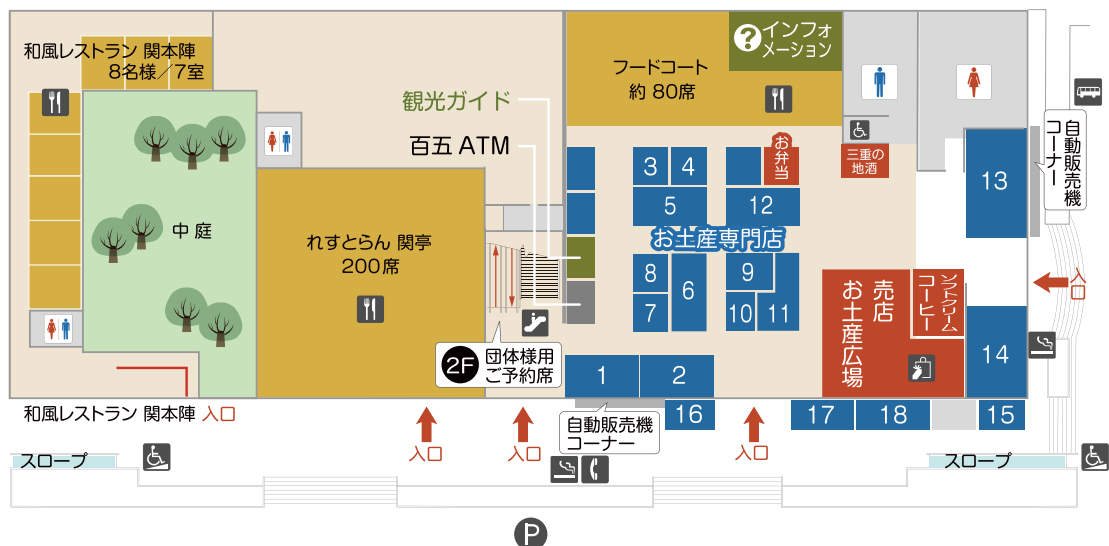 和風レストラン 関本陣
8名様／7室
中庭
れすとらん 関亭
200席
観光ガイド
百五 ATM
フードコート
約 80席
?インフォ
メーション
お弁当
三重の
地酒
自動販売機
コーナー
3
4
5
12
13
お土産専門店
8
6
9
7
10
11
売店
お土産広場
ソフトクリーム
コーヒー
入口
14
2F 団体様用
ご予約席
1
2
16
17
18
15
自動販売機
コーナー
和風レストラン 関本陣 入口
入口
入口
入口
スロープ
スロープ
P